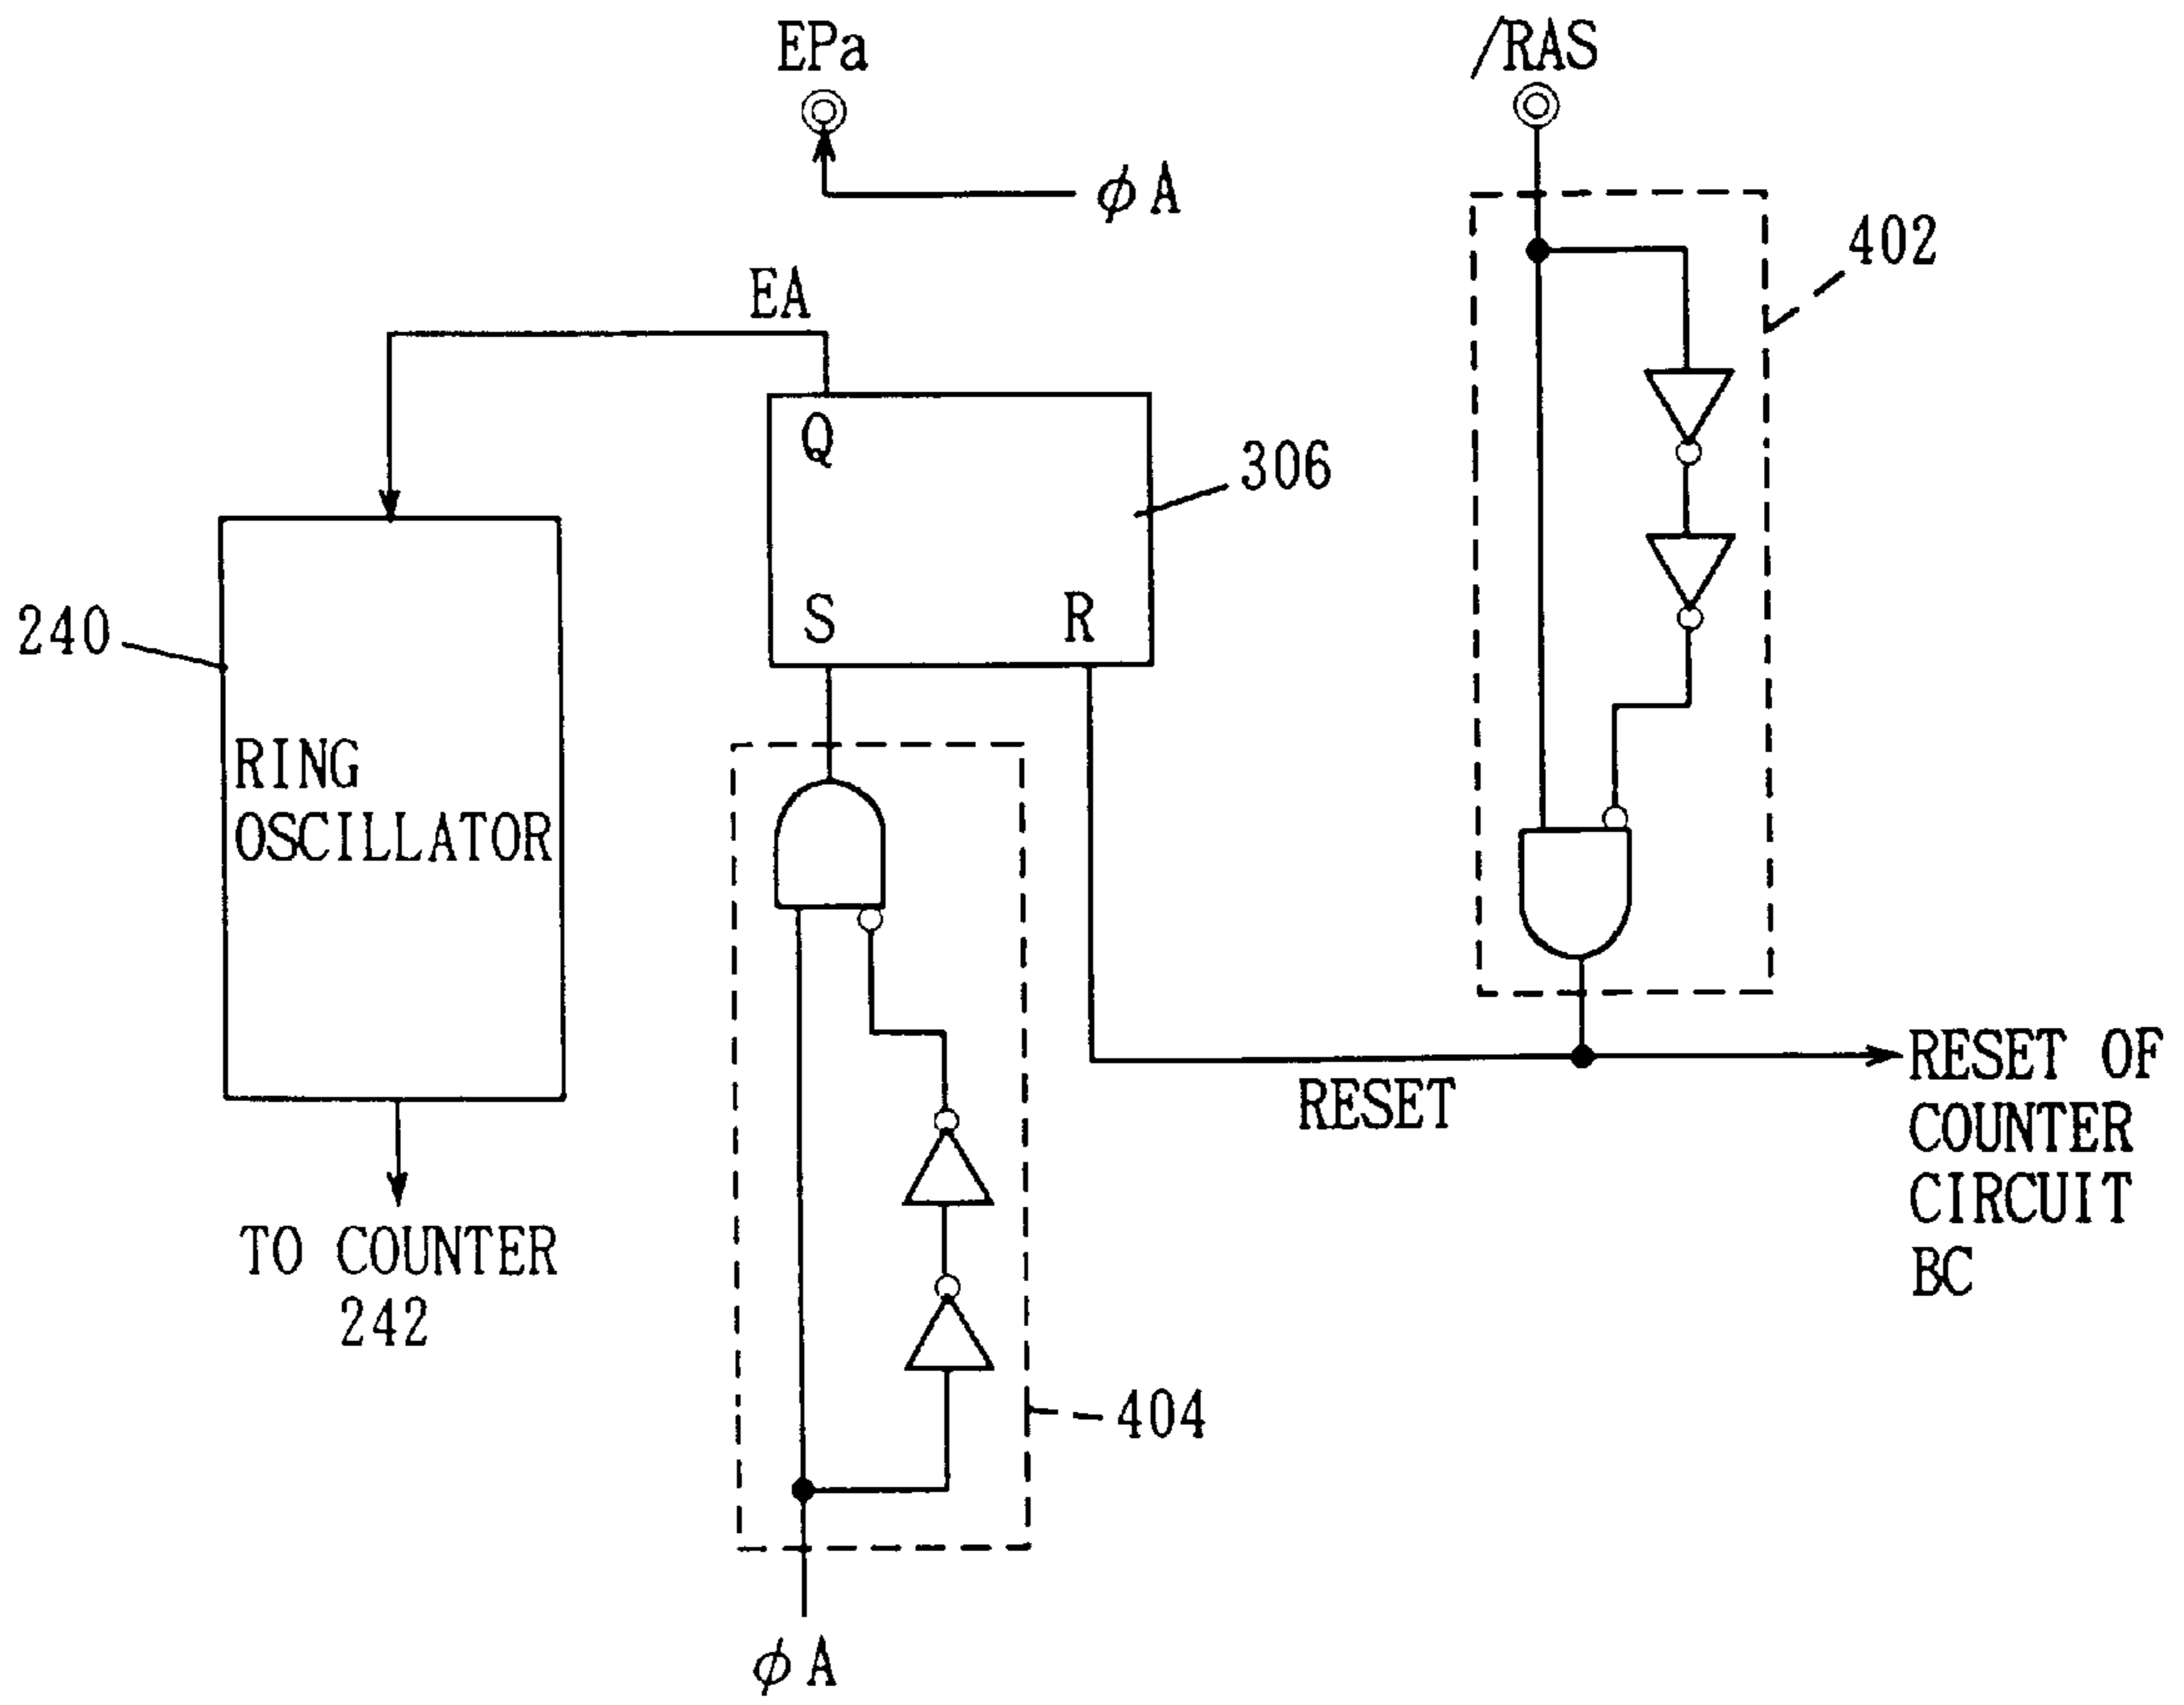 EPa
/RAS
φA
402
EA
Q
306
S
R
240
RING
OSCILLATOR
RESET
RESET OF
COUNTER
CIRCUIT
BC
TO COUNTER
242
404
φA